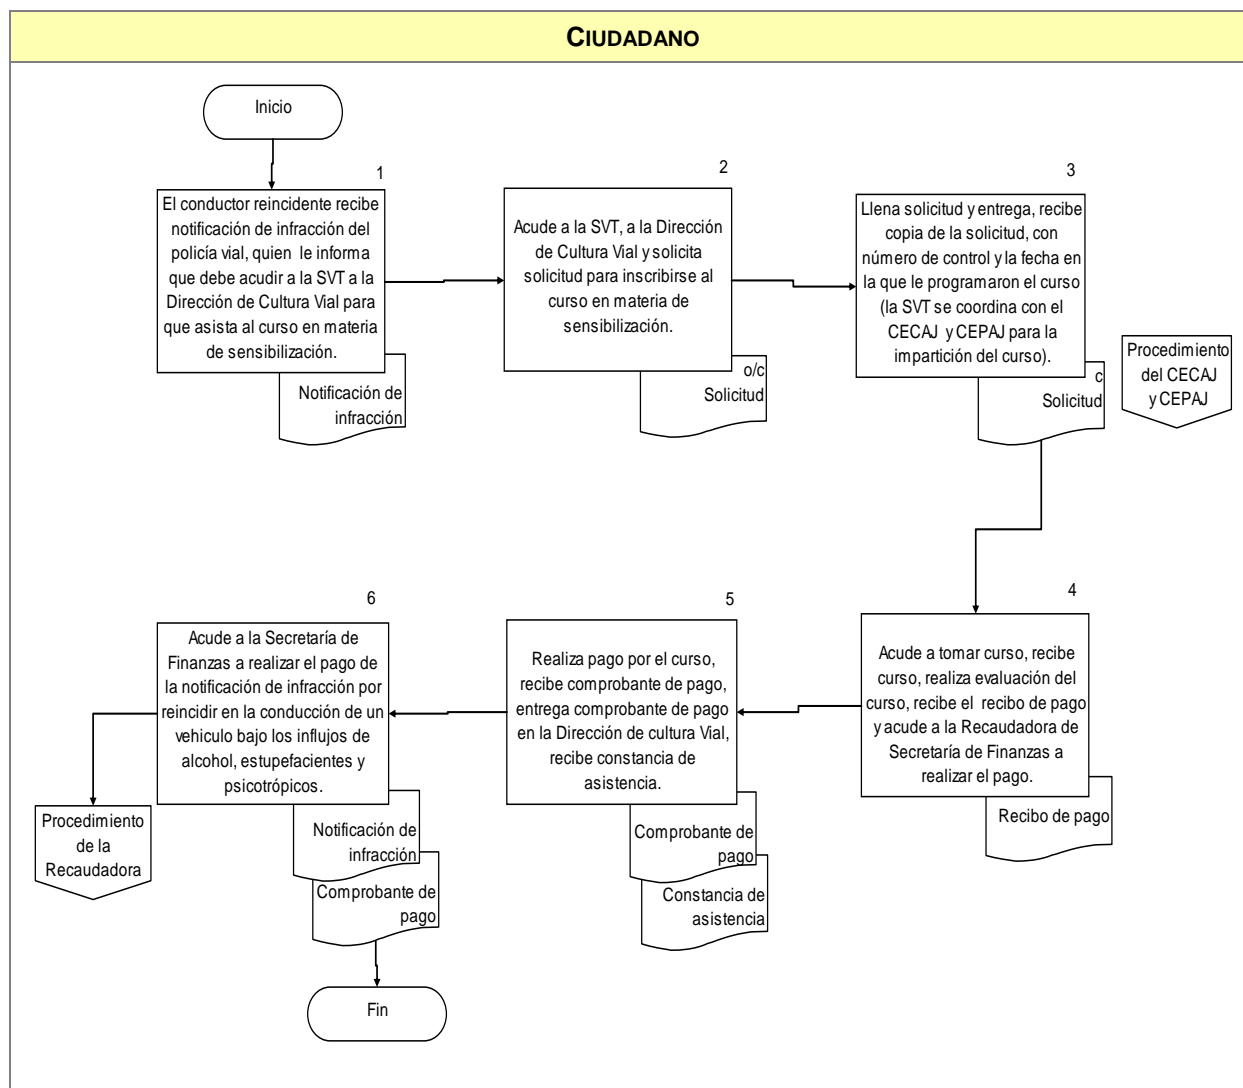 CIUDADANO
Inicio
1
El conductor reincidente recibe
notificación de infracción del
policía vial, quien le informa
que debe acudir a la SVT a la
Dirección de Cultura Vial para
que asista al curso en materia
de sensibilización.
Notificación de
infracción
2
Acude a la SVT, a la Dirección
de Cultura Vial y solicita
solicitud para inscribirse al
curso en materia de
sensibilización.
o/c
Solicitud
3
Llena solicitud y entrega, recibe
copia de la solicitud, con
número de control y la fecha en
la que le programaron el curso
(la SVT se coordina con el
CECAJ y CEPAJ para la
impartición del curso).
c
Solicitud
Procedimiento
del CECAJ
y CEPAJ
4
Acude a tomar curso, recibe
curso, realiza evaluación del
curso, recibe el recibo de pago
y acude a la Recaudadora de
Secretaría de Finanzas a
realizar el pago.
Recibo de pago
5
Realiza pago por el curso,
recibe comprobante de pago,
entrega comprobante de pago
en la Dirección de cultura Vial,
recibe constancia de
asistencia.
Comprobante de
pago
Constancia de
asistencia
6
Acude a la Secretaría de
Finanzas a realizar el pago de
la notificación de infracción por
reincidir en la conducción de un
vehiculo bajo los influjos de
alcohol, estupefacientes y
psicotrópicos.
Notificación de
infracción
Comprobante de
pago
Procedimiento
de la
Recaudadora
Fin